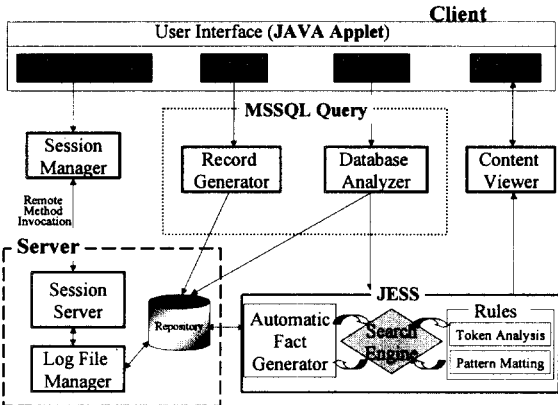 Client
User Interface (JAVA Applet)
MSSQL Query
Session
Manager
Record
Generator
Database
Analyzer
Content
Viewer
Remote
Method
Invocation
Server
Session
Server
Log File
Manager
Repository
JESS
Automatic
Fact
Generator
Search
Engine
Rules
Token Analysis
Pattern Matting